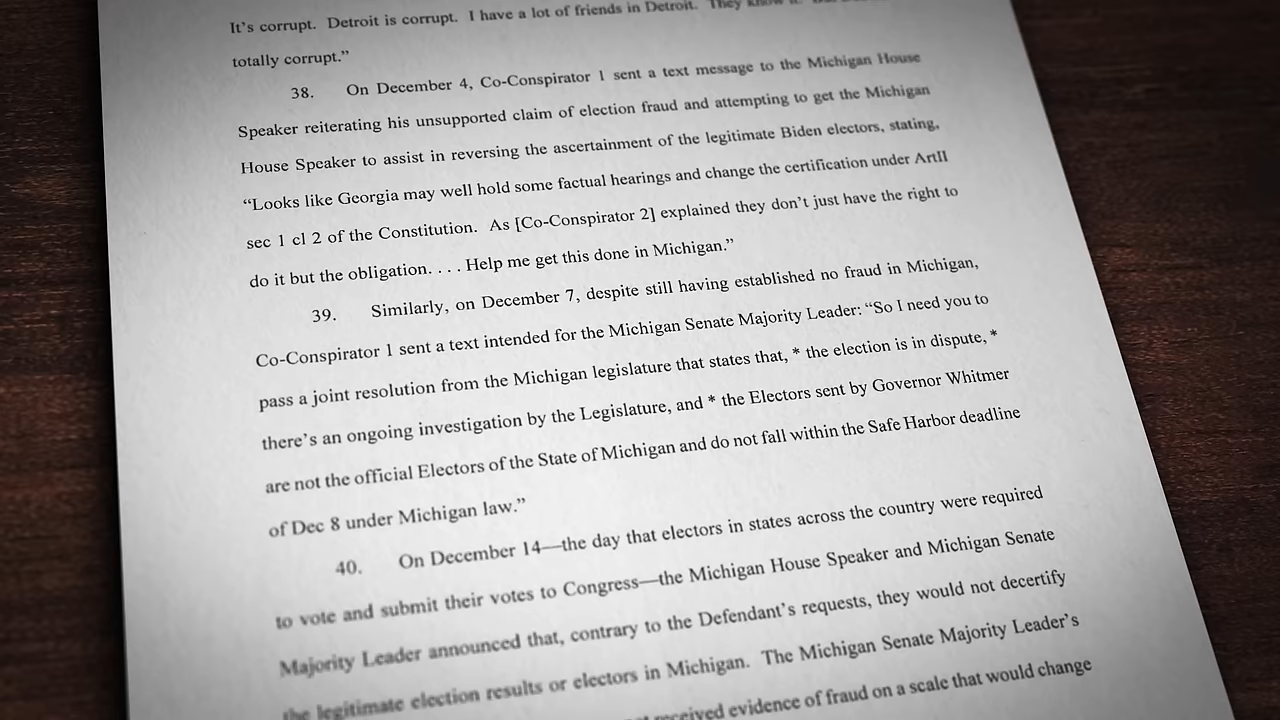 It’s corrupt.  Detroit is corrupt.  I have a lot of friends in Detroit.  They know it.
totally corrupt.”
38.	On December 4, Co-Conspirator 1 sent a text message to the Michigan House
Speaker reiterating his unsupported claim of election fraud and attempting to get the Michigan
House Speaker to assist in reversing the ascertainment of the legitimate Biden electors, stating,
“Looks like Georgia may well hold some factual hearings and change the certification under ArtII
sec 1 cl 2 of the Constitution.  As [Co-Conspirator 2] explained they don’t just have the right to
do it but the obligation. . . . Help me get this done in Michigan.”
39.	Similarly, on December 7, despite still having established no fraud in Michigan,
Co-Conspirator 1 sent a text intended for the Michigan Senate Majority Leader: “So I need you to
pass a joint resolution from the Michigan legislature that states that, * the election is in dispute, *
there’s an ongoing investigation by the Legislature, and * the Electors sent by Governor Whitmer
are not the official Electors of the State of Michigan and do not fall within the Safe Harbor deadline
of Dec 8 under Michigan law.”
40.	On December 14—the day that electors in states across the country were required
to vote and submit their votes to Congress—the Michigan House Speaker and Michigan Senate
Majority Leader announced that, contrary to the Defendant’s requests, they would not decertify
the legitimate election results or electors in Michigan.  The Michigan Senate Majority Leader’s
received evidence of fraud on a scale that would change